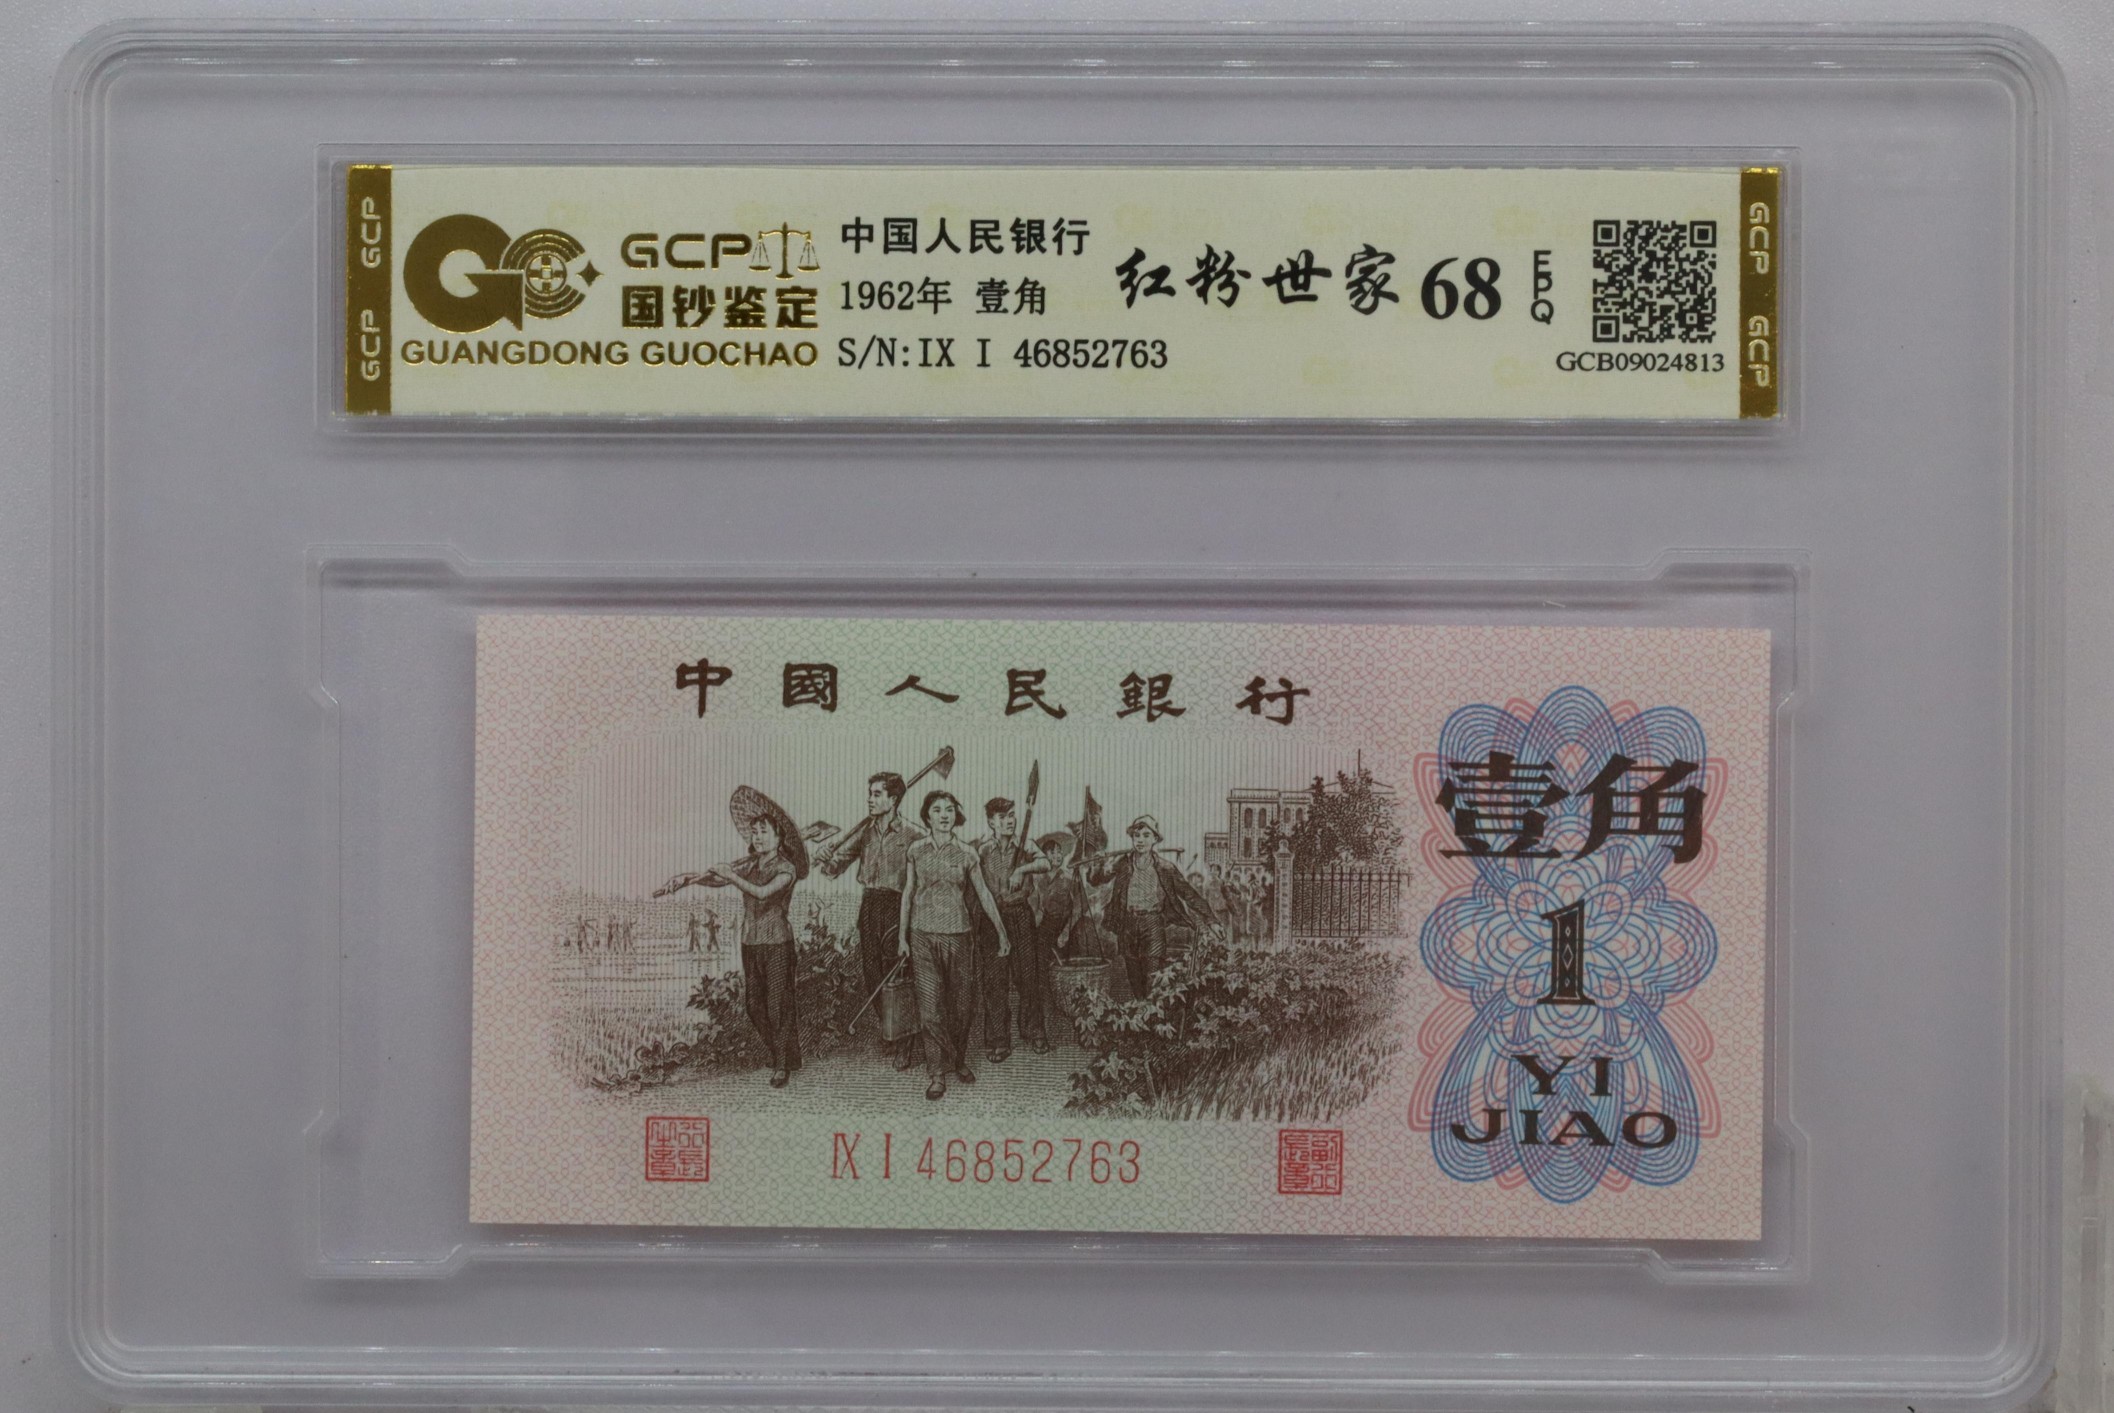 GCP
GCP
GCP
国钞鉴定
GUANGDONG GUOCHAO
中国人民银行
1962年 壹角
S/N:IX I 46852763
红粉世家 68 EPQ
GCB09024813
GCP
GCP
中國人民銀行
壹角
1
YI
JIAO
IX I 46852763